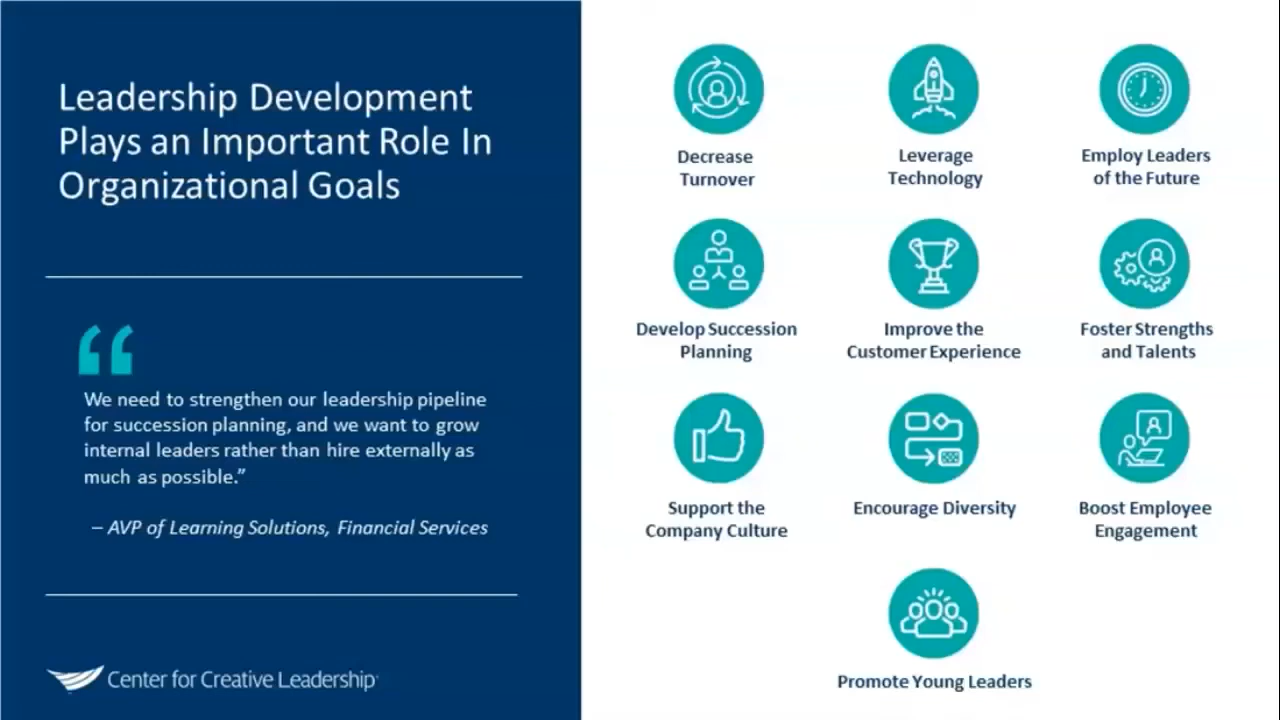 Leadership Development
Plays an Important Role In
Organizational Goals
“
We need to strengthen our leadership pipeline
for succession planning, and we want to grow
internal leaders rather than hire externally as
much as possible.”
– AVP of Learning Solutions, Financial Services
Center for Creative Leadership
Decrease
Turnover
Leverage
Technology
Employ Leaders
of the Future
Develop Succession
Planning
Improve the
Customer Experience
Foster Strengths
and Talents
Support the
Company Culture
Encourage Diversity
Boost Employee
Engagement
Promote Young Leaders